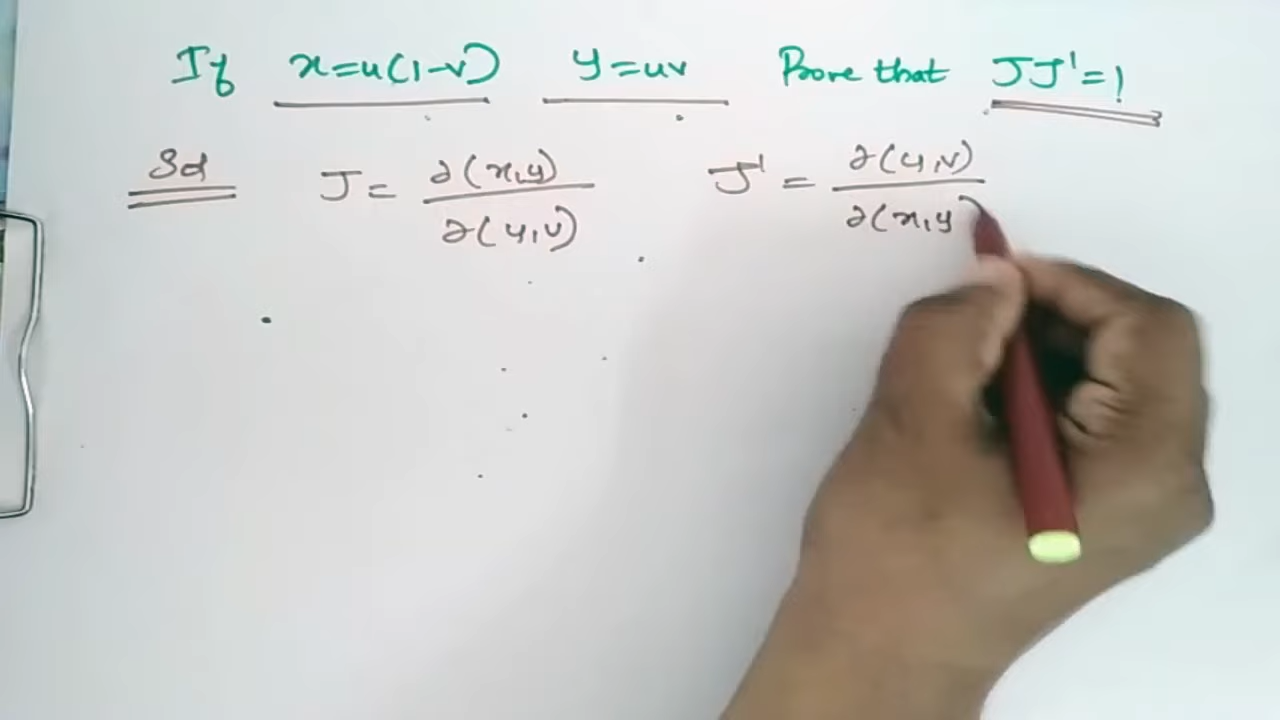 If x=u(1-v) y=uv Prove that JJ'=1
Sol J = ∂(x,y)/∂(u,v) J' = ∂(u,v)/∂(x,y)